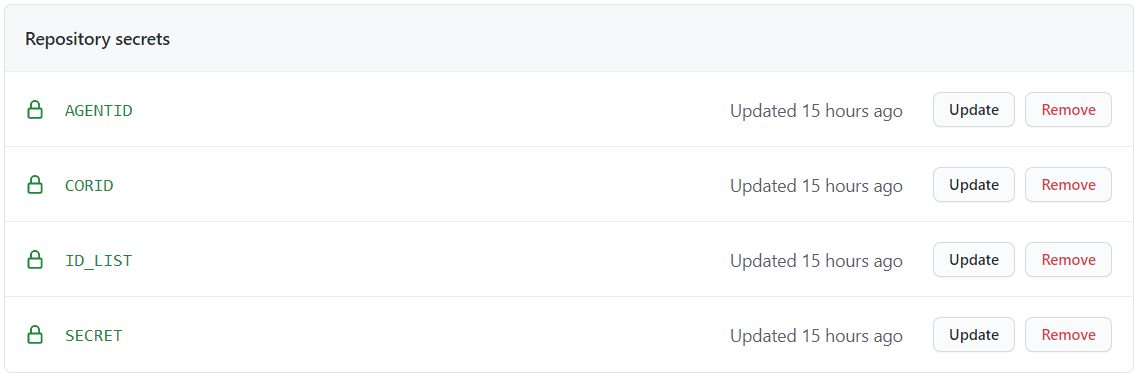 Repository secrets
AGENTID Updated 15 hours ago Update Remove
CORID Updated 15 hours ago Update Remove
ID_LIST Updated 15 hours ago Update Remove
SECRET Updated 15 hours ago Update Remove